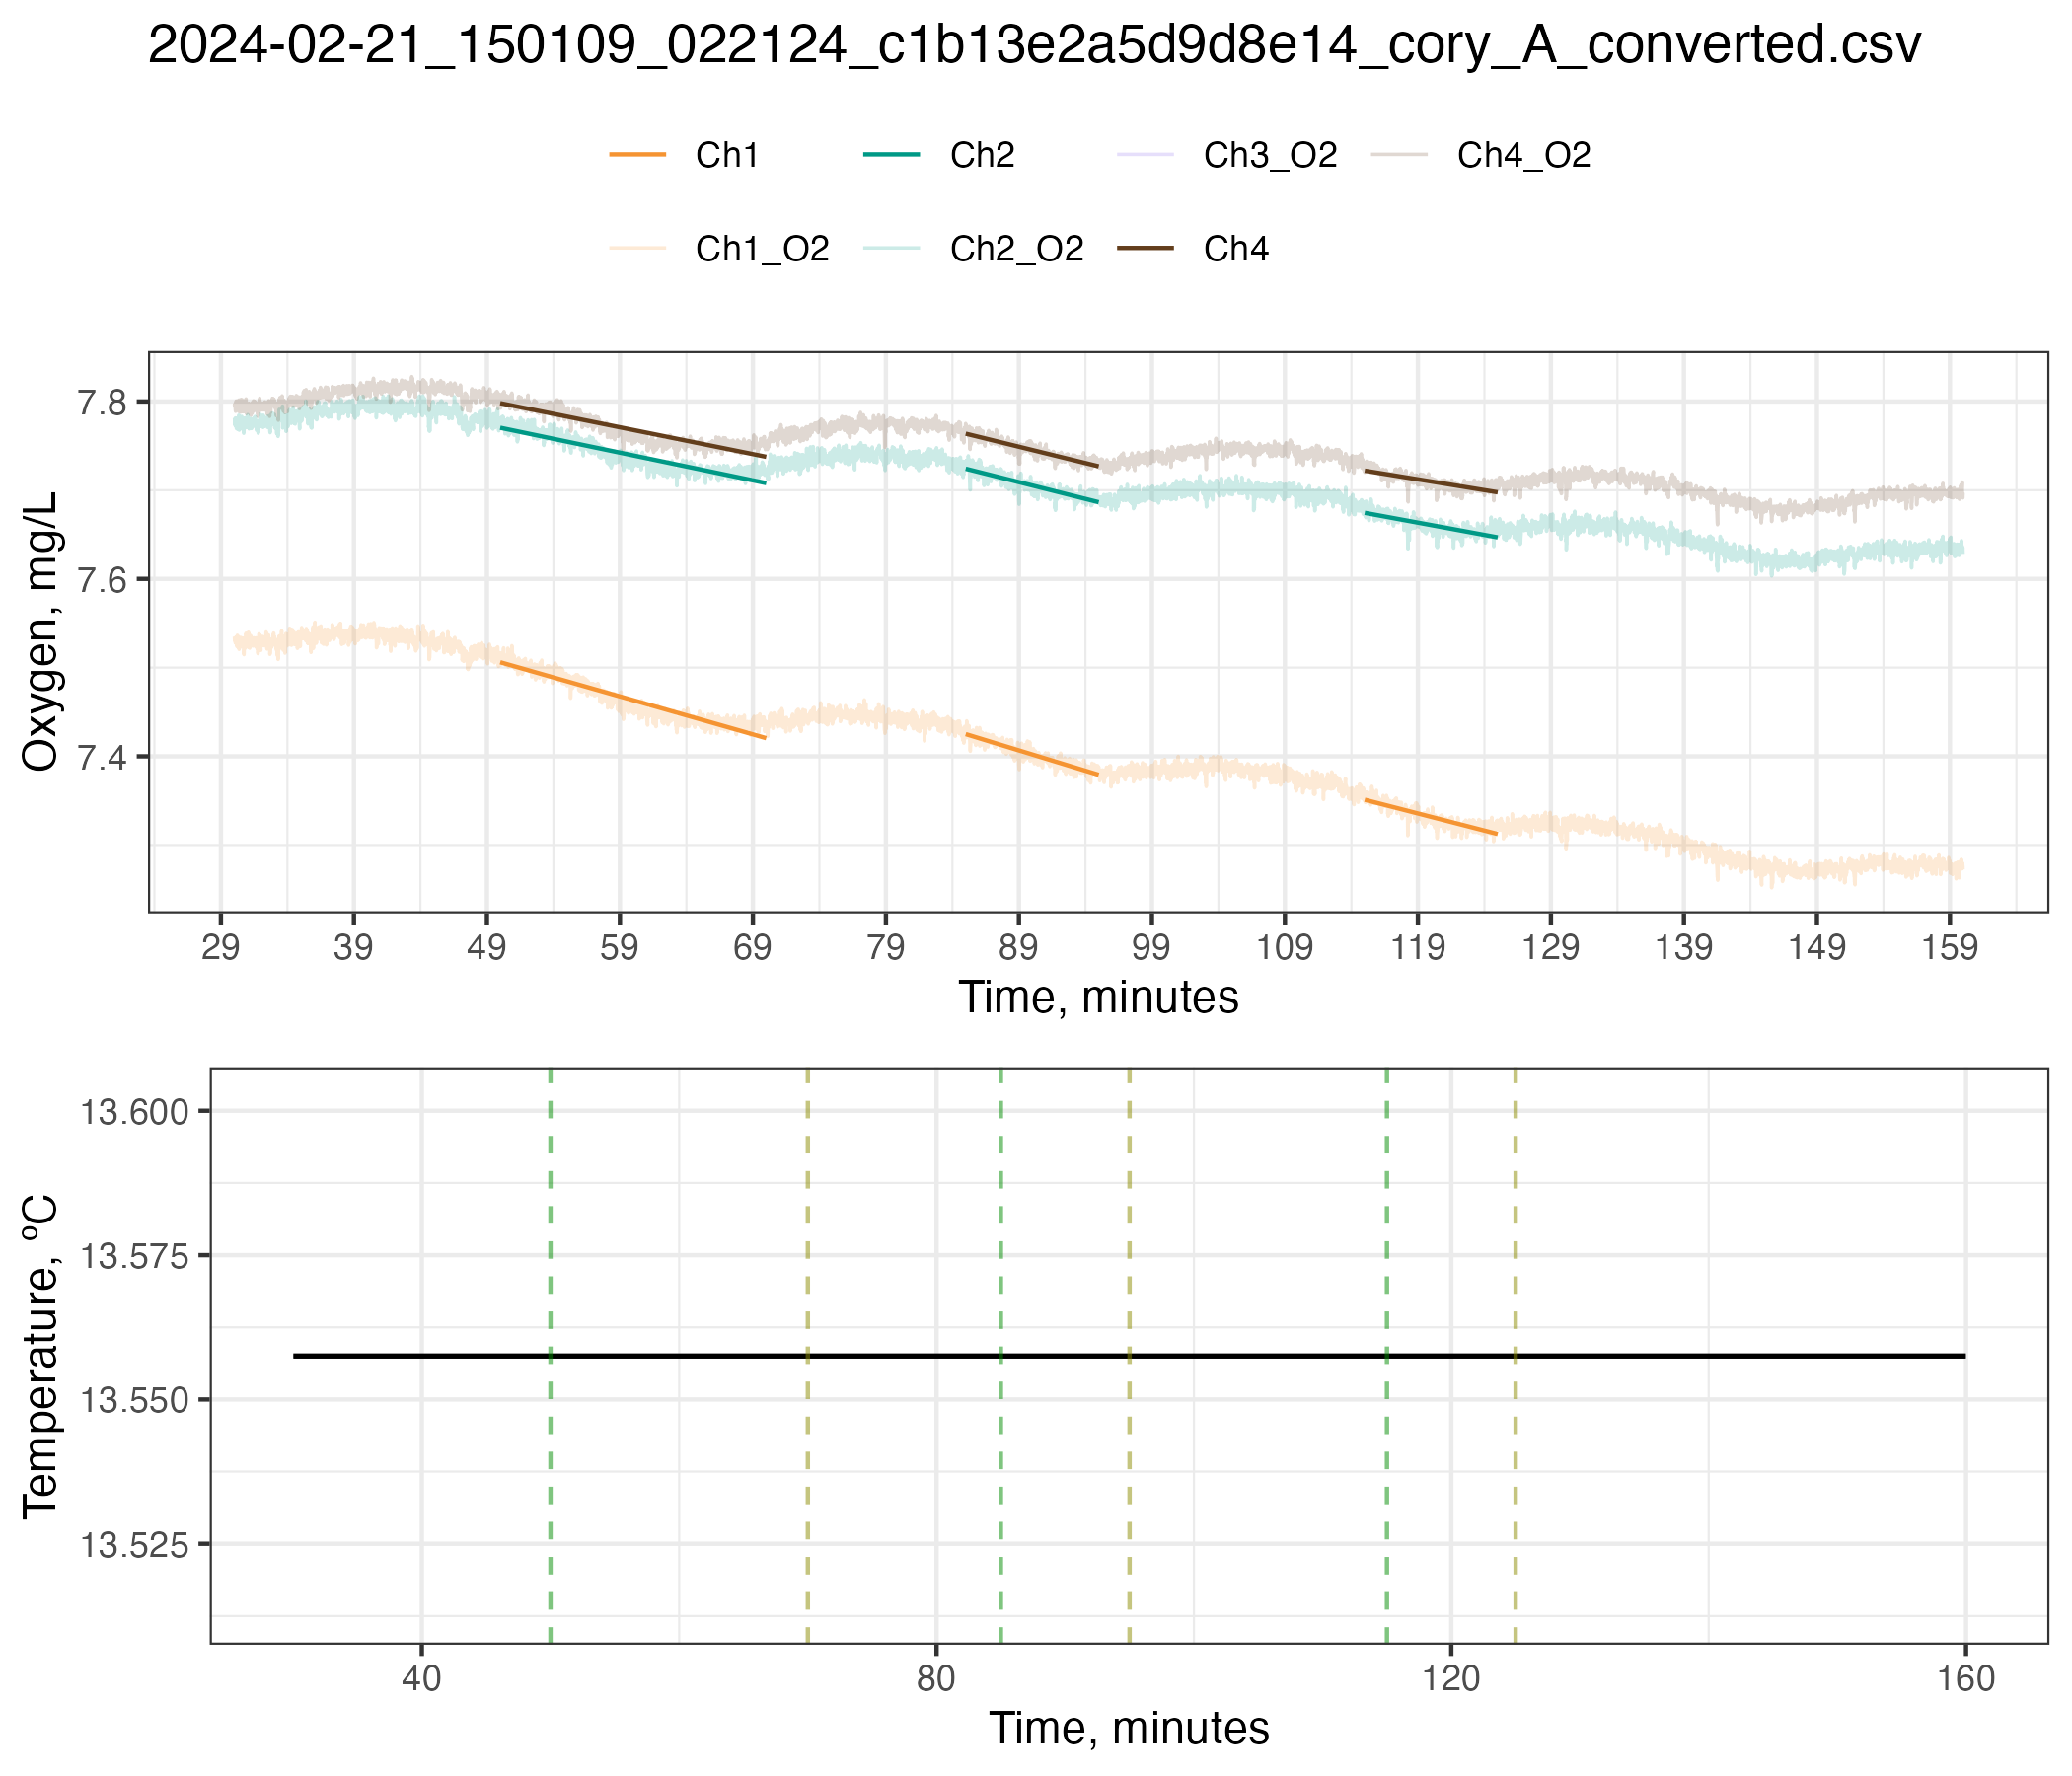 2024-02-21_150109_022124_c1b13e2a5d9d8e14_cory_A_converted.csv
Ch1 Ch2 Ch3_O2 Ch4_O2
Ch1_O2 Ch2_O2 Ch4
Oxygen, mg/L
7.8
7.6
7.4
29 39 49 59 69 79 89 99 109 119 129 139 149 159
Time, minutes
Temperature, ºC
13.600
13.575
13.550
13.525
40 80 120 160
Time, minutes